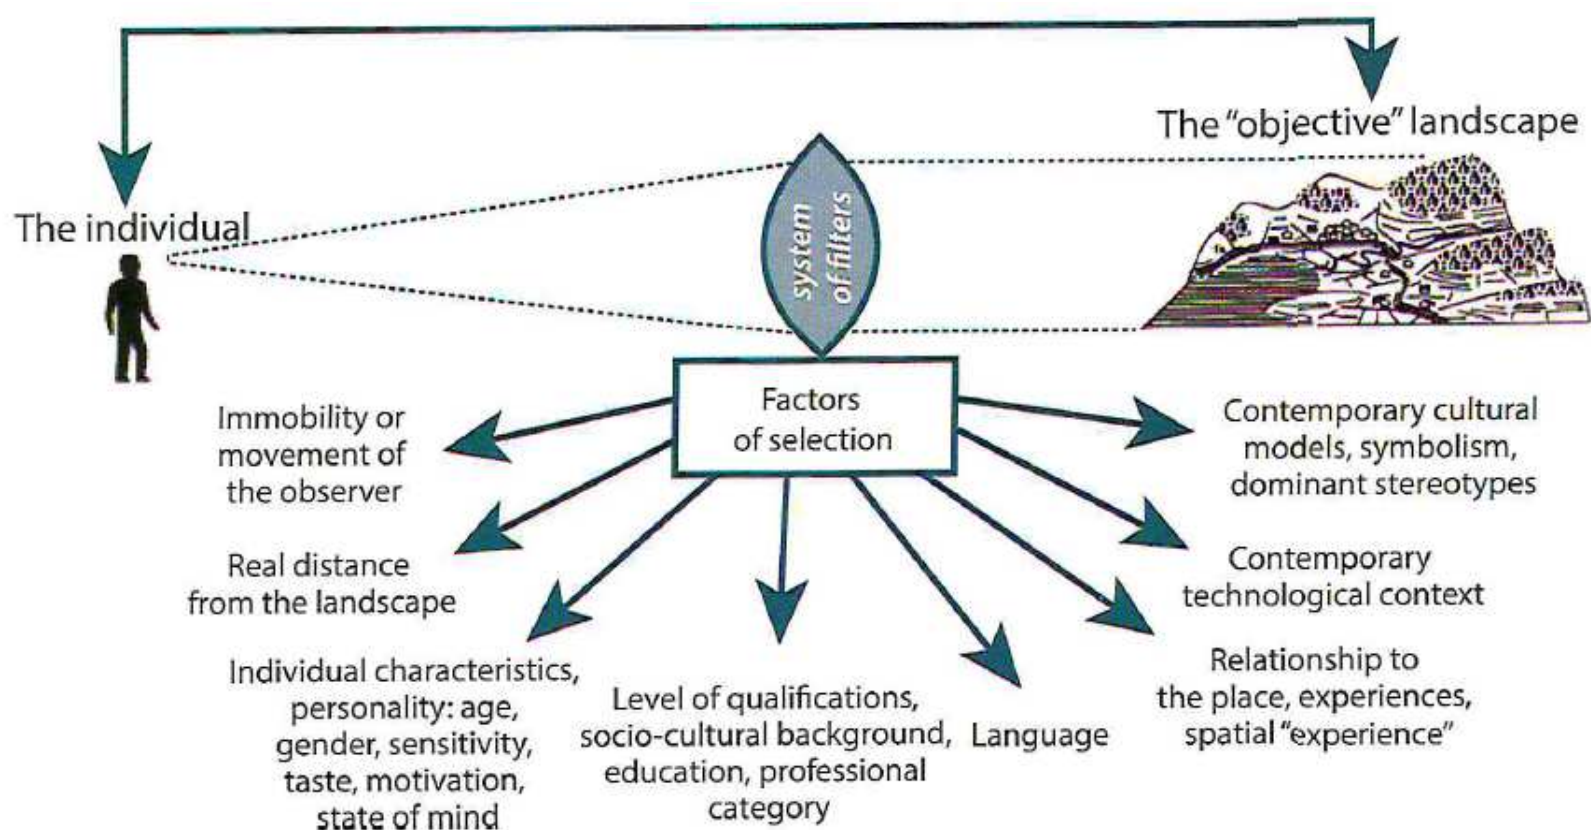 The "objective" landscape
The individual
system
of filters
Factors
of selection
Immobility or
movement of
the observer
Real distance
from the landscape
Individual characteristics,
personality: age,
gender, sensitivity,
taste, motivation,
state of mind
Level of qualifications,
socio-cultural background,
education, professional
category
Language
Relationship to
the place, experiences,
spatial "experience"
Contemporary
technological context
Contemporary cultural
models, symbolism,
dominant stereotypes